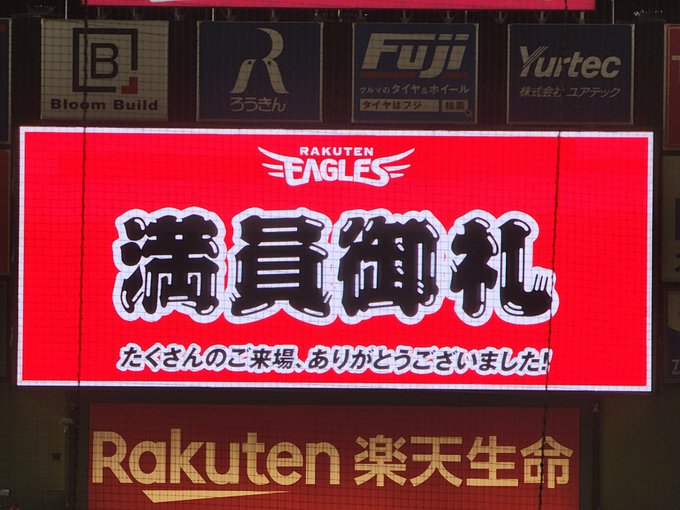 B
Bloom Build
R
ろうきん
Fuji
クルマのタイヤ&ホイール
タイヤはフジ 検索
Yurtec
株式会社 ユアテック
RAKUTEN
EAGLES
満員御礼
たくさんのご来場、ありがとうございました!
Rakuten 楽天生命